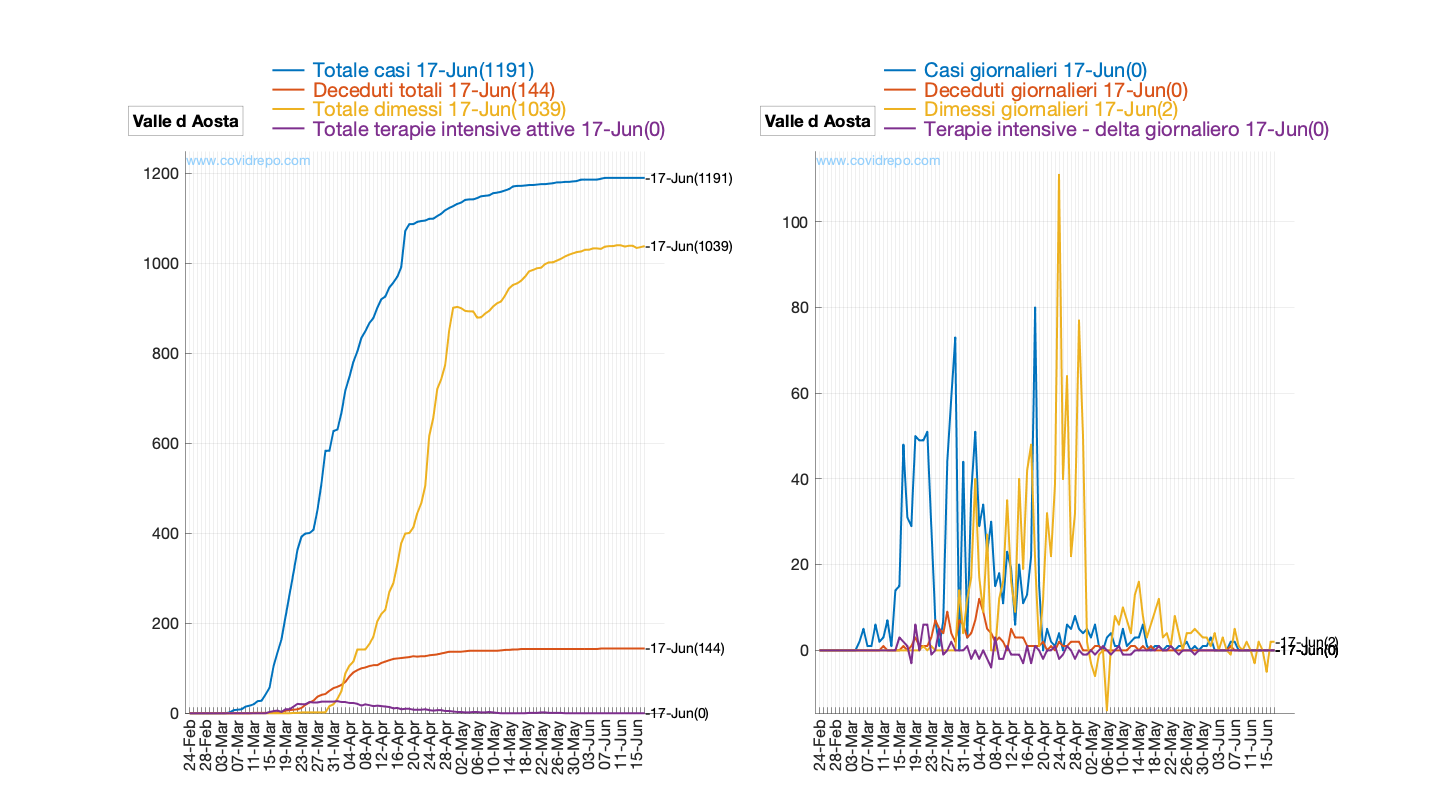 Totale casi 17-Jun(1191)
Deceduti totali 17-Jun(144)
Totale dimessi 17-Jun(1039)
Totale terapie intensive attive 17-Jun(0)
Valle d Aosta
www.covidrepo.com
1200
1000
800
600
400
200
0
-17-Jun(1191)
-17-Jun(1039)
-17-Jun(144)
-17-Jun(0)
24-Feb
28-Feb
03-Mar
07-Mar
11-Mar
15-Mar
19-Mar
23-Mar
27-Mar
31-Mar
04-Apr
08-Apr
12-Apr
16-Apr
20-Apr
24-Apr
28-Apr
02-May
06-May
10-May
14-May
18-May
22-May
26-May
30-May
03-Jun
07-Jun
11-Jun
15-Jun
Casi giornalieri 17-Jun(0)
Deceduti giornalieri 17-Jun(0)
Dimessi giornalieri 17-Jun(2)
Terapie intensive - delta giornaliero 17-Jun(0)
Valle d Aosta
www.covidrepo.com
100
80
60
40
20
0
-17-Jun(2)
-17-Jun(0)
24-Feb
28-Feb
03-Mar
07-Mar
11-Mar
15-Mar
19-Mar
23-Mar
27-Mar
31-Mar
04-Apr
08-Apr
12-Apr
16-Apr
20-Apr
24-Apr
28-Apr
02-May
06-May
10-May
14-May
18-May
22-May
26-May
30-May
03-Jun
07-Jun
11-Jun
15-Jun